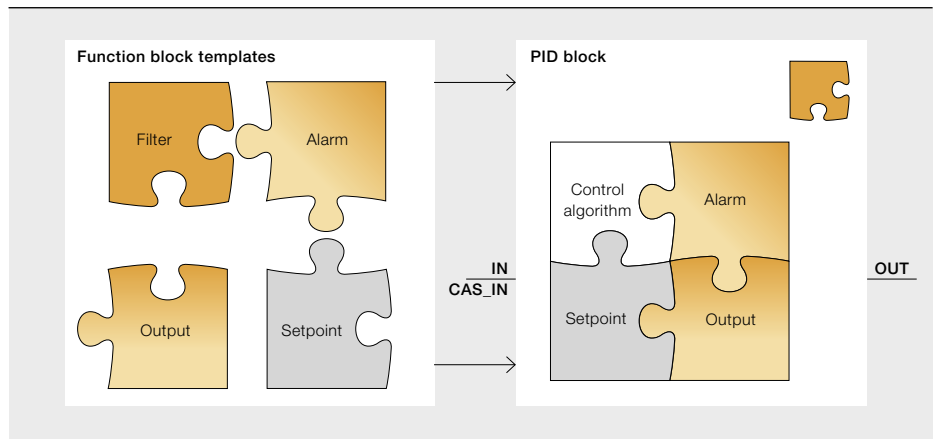 Function block templates
Filter
Alarm
Output
Setpoint
IN
CAS_IN
PID block
Control
algorithm
Alarm
Setpoint
Output
OUT